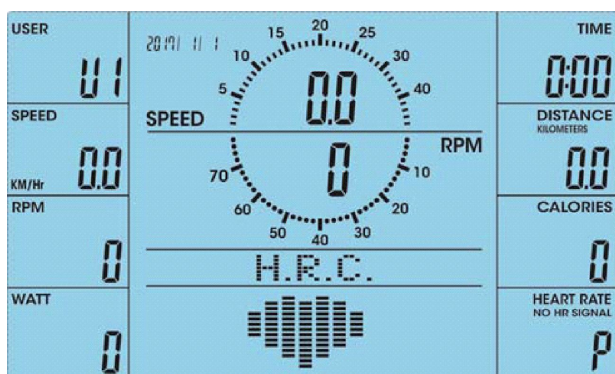 USER
U1
SPEED
KM/Hr 0.0
RPM
0
WATT
0
2017/ 1/ 1
5
10
15
20
25
30
40
0.0
SPEED
RPM
0
70
60
50
40
30
20
10
H.R.C.
TIME
0:00
DISTANCE
KILOMETERS
0.0
CALORIES
0
HEART RATE
NO HR SIGNAL
P